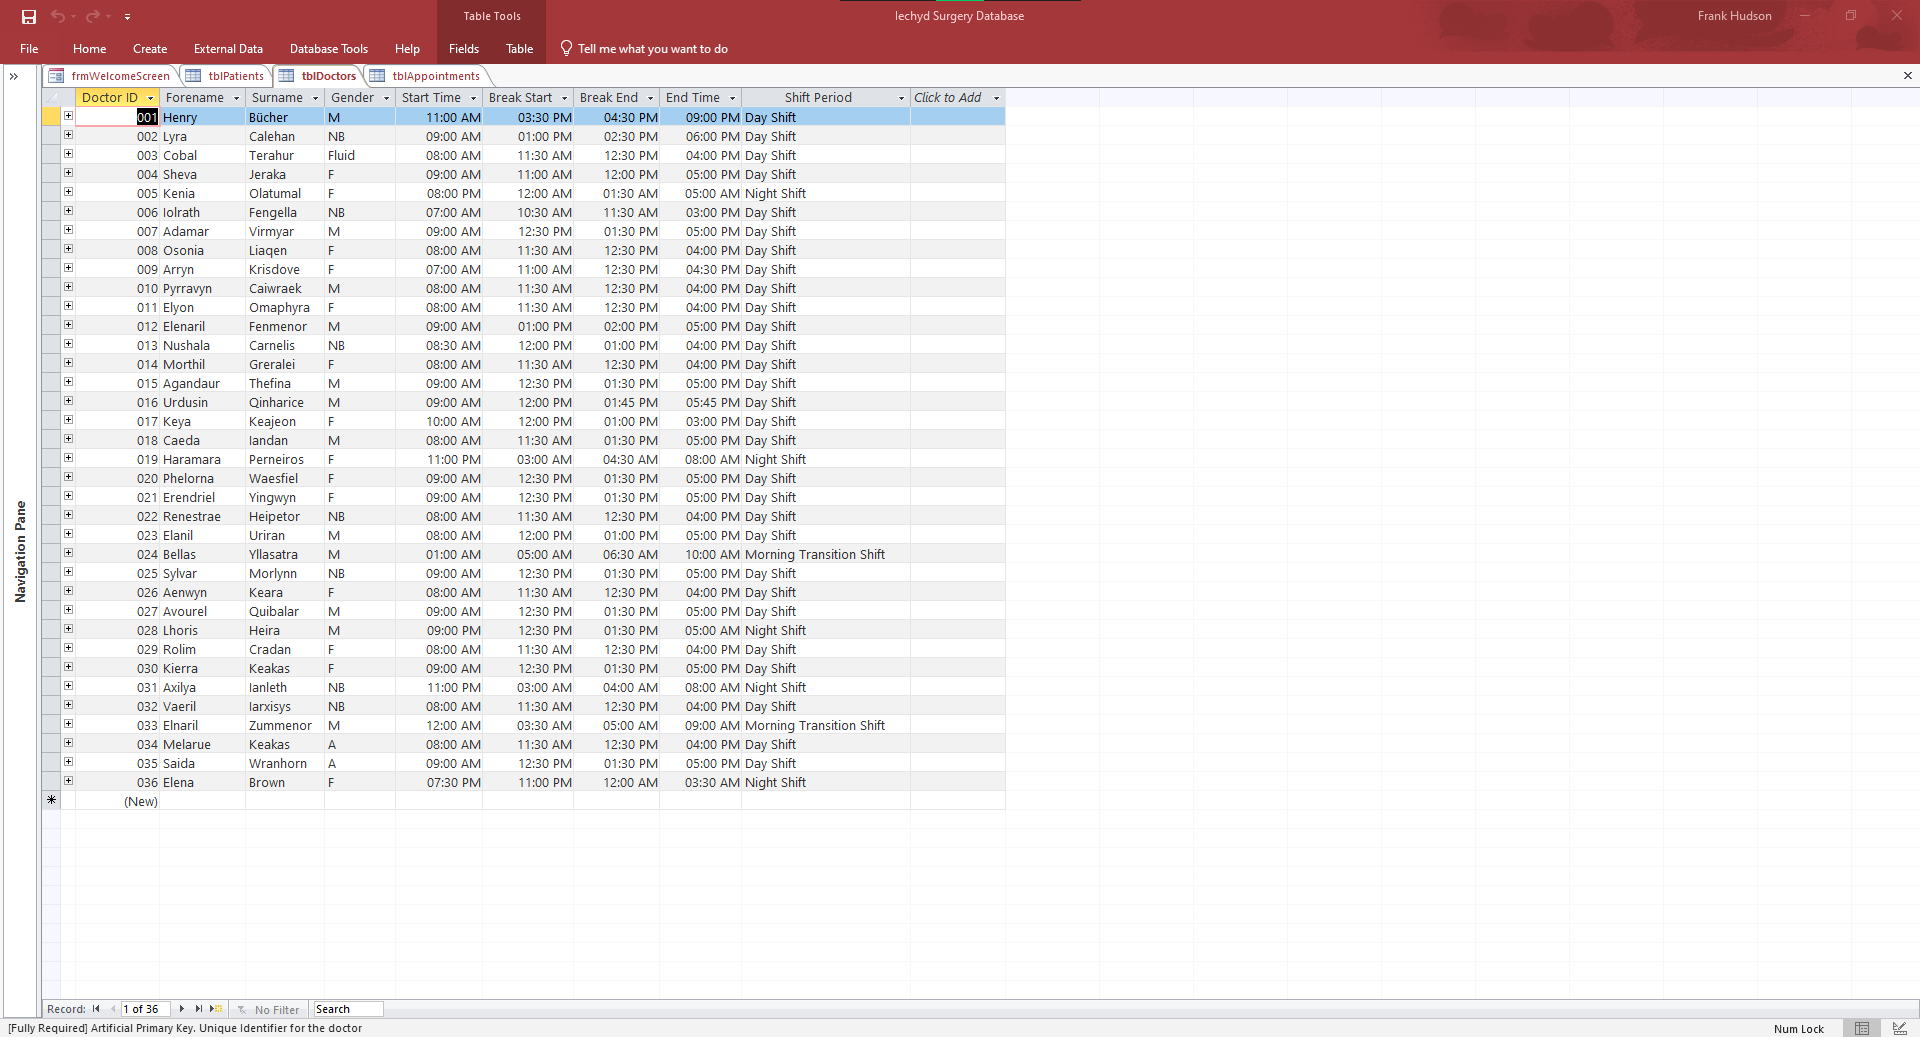 Table Tools
Iechyd Surgery Database
Frank Hudson
File Home Create External Data Database Tools Help Fields Table Tell me what you want to do
frmWelcomeScreen tblPatients tblDoctors tblAppointments
Doctor ID Forename Surname Gender Start Time Break Start Break End End Time Shift Period Click to Add
001 Henry Bücher M 11:00 AM 03:30 PM 04:30 PM 09:00 PM Day Shift
002 Lyra Calehan NB 09:00 AM 01:00 PM 02:30 PM 06:00 PM Day Shift
003 Cobal Terahur Fluid 08:00 AM 11:30 AM 12:30 PM 04:00 PM Day Shift
004 Sheva Jeraka F 09:00 AM 11:00 AM 12:00 PM 05:00 PM Day Shift
005 Kenia Olatumal F 08:00 PM 12:00 AM 01:30 AM 05:00 AM Night Shift
006 Iolrath Fengella NB 07:00 AM 10:30 AM 11:30 AM 03:00 PM Day Shift
007 Adamar Virmyar M 09:00 AM 12:30 PM 01:30 PM 05:00 PM Day Shift
008 Osonia Liaqen F 08:00 AM 11:30 AM 12:30 PM 04:00 PM Day Shift
009 Arryn Krisdove F 07:00 AM 11:00 AM 12:30 PM 04:30 PM Day Shift
010 Pyrravyn Caiwraek M 08:00 AM 11:30 AM 12:30 PM 04:00 PM Day Shift
011 Elyon Omaphyra F 08:00 AM 11:30 AM 12:30 PM 04:00 PM Day Shift
012 Elenaril Fenmenor M 09:00 AM 01:00 PM 02:00 PM 05:00 PM Day Shift
013 Nushala Carnelis NB 08:30 AM 12:00 PM 01:00 PM 04:00 PM Day Shift
014 Morthil Greralei F 08:00 AM 11:30 AM 12:30 PM 04:00 PM Day Shift
015 Agandaur Thefina M 09:00 AM 12:30 PM 01:30 PM 05:00 PM Day Shift
016 Urdusin Qinharice M 09:00 AM 12:00 PM 01:45 PM 05:45 PM Day Shift
017 Keya Keajeon F 10:00 AM 12:00 PM 01:00 PM 03:00 PM Day Shift
018 Caeda Iandan M 08:00 AM 11:30 AM 01:30 PM 05:00 PM Day Shift
019 Haramara Perneiros F 11:00 PM 03:00 AM 04:30 AM 08:00 AM Night Shift
020 Phelorna Waesfiel F 09:00 AM 12:30 PM 01:30 PM 05:00 PM Day Shift
021 Erendriel Yingwyn F 09:00 AM 12:30 PM 01:30 PM 05:00 PM Day Shift
022 Renestrae Heipetor NB 08:00 AM 11:30 AM 12:30 PM 04:00 PM Day Shift
023 Elanil Uriran M 08:00 AM 12:00 PM 01:00 PM 05:00 PM Day Shift
024 Bellas Yllasatra M 01:00 AM 05:00 AM 06:30 AM 10:00 AM Morning Transition Shift
025 Sylvar Morlynn NB 09:00 AM 12:30 PM 01:30 PM 05:00 PM Day Shift
026 Aenwyn Keara F 08:00 AM 11:30 AM 12:30 PM 04:00 PM Day Shift
027 Avourel Quibalar M 09:00 AM 12:30 PM 01:30 PM 05:00 PM Day Shift
028 Lhoris Heira M 09:00 PM 12:30 PM 01:30 PM 05:00 AM Night Shift
029 Rolim Cradan F 08:00 AM 11:30 AM 12:30 PM 04:00 PM Day Shift
030 Kierra Keakas F 09:00 AM 12:30 PM 01:30 PM 05:00 PM Day Shift
031 Axilya Ianleth NB 11:00 PM 03:00 AM 04:00 AM 08:00 AM Night Shift
032 Vaeril Iarxisys NB 08:00 AM 11:30 AM 12:30 PM 04:00 PM Day Shift
033 Elnaril Zummenor M 12:00 AM 03:30 AM 05:00 AM 09:00 AM Morning Transition Shift
034 Melarue Keakas A 08:00 AM 11:30 AM 12:30 PM 04:00 PM Day Shift
035 Saida Wranhorn A 09:00 AM 12:30 PM 01:30 PM 05:00 PM Day Shift
036 Elena Brown F 07:30 PM 11:00 PM 12:00 AM 03:30 AM Night Shift
(New)
Navigation Pane
Record: 1 of 36 No Filter Search
[Fully Required] Artificial Primary Key. Unique Identifier for the doctor
Num Lock